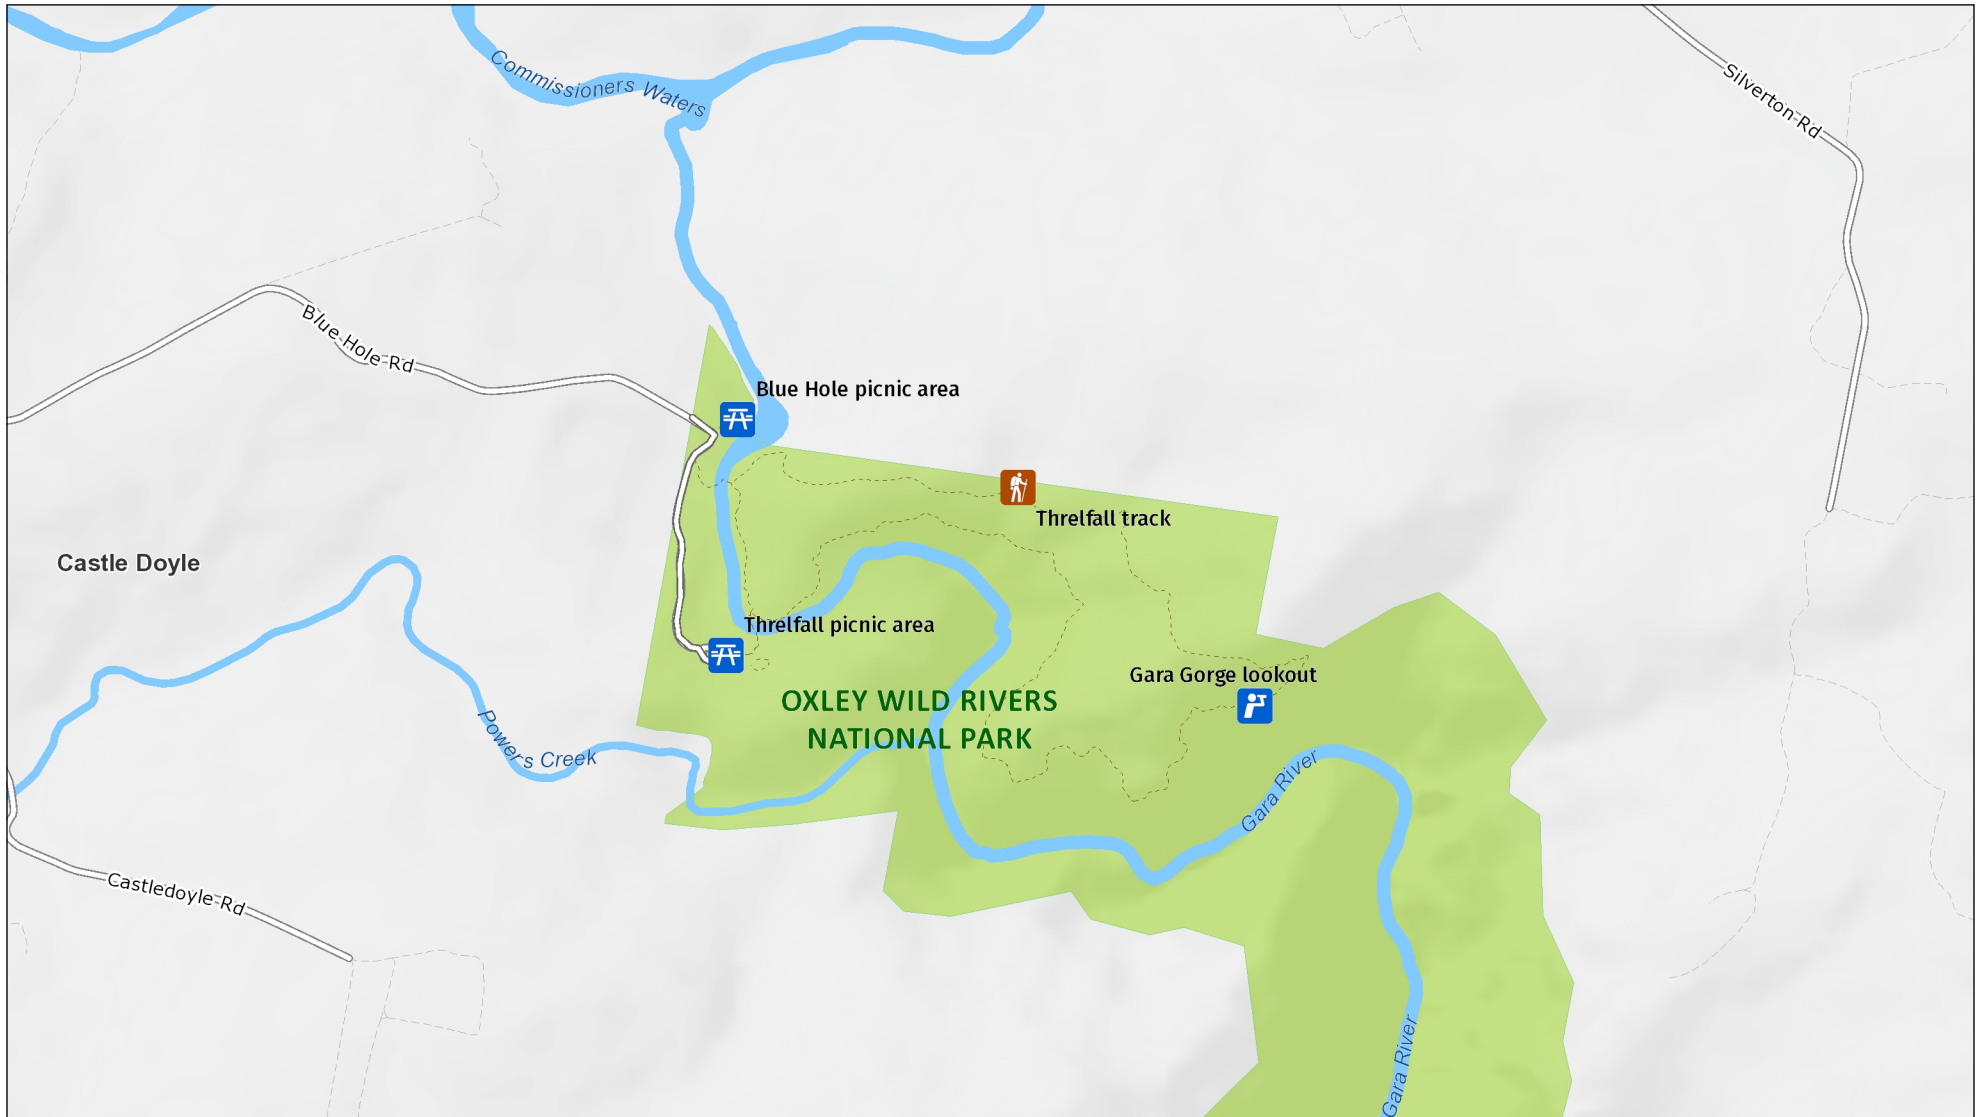 Commissioners Waters
Silverton Rd
Blue Hole Rd
Blue Hole picnic area
Threlfall track
Castle Doyle
Threlfall picnic area
Gara Gorge lookout
OXLEY WILD RIVERS
NATIONAL PARK
Powers Creek
Gara River
Castledoyle Rd
Gara River